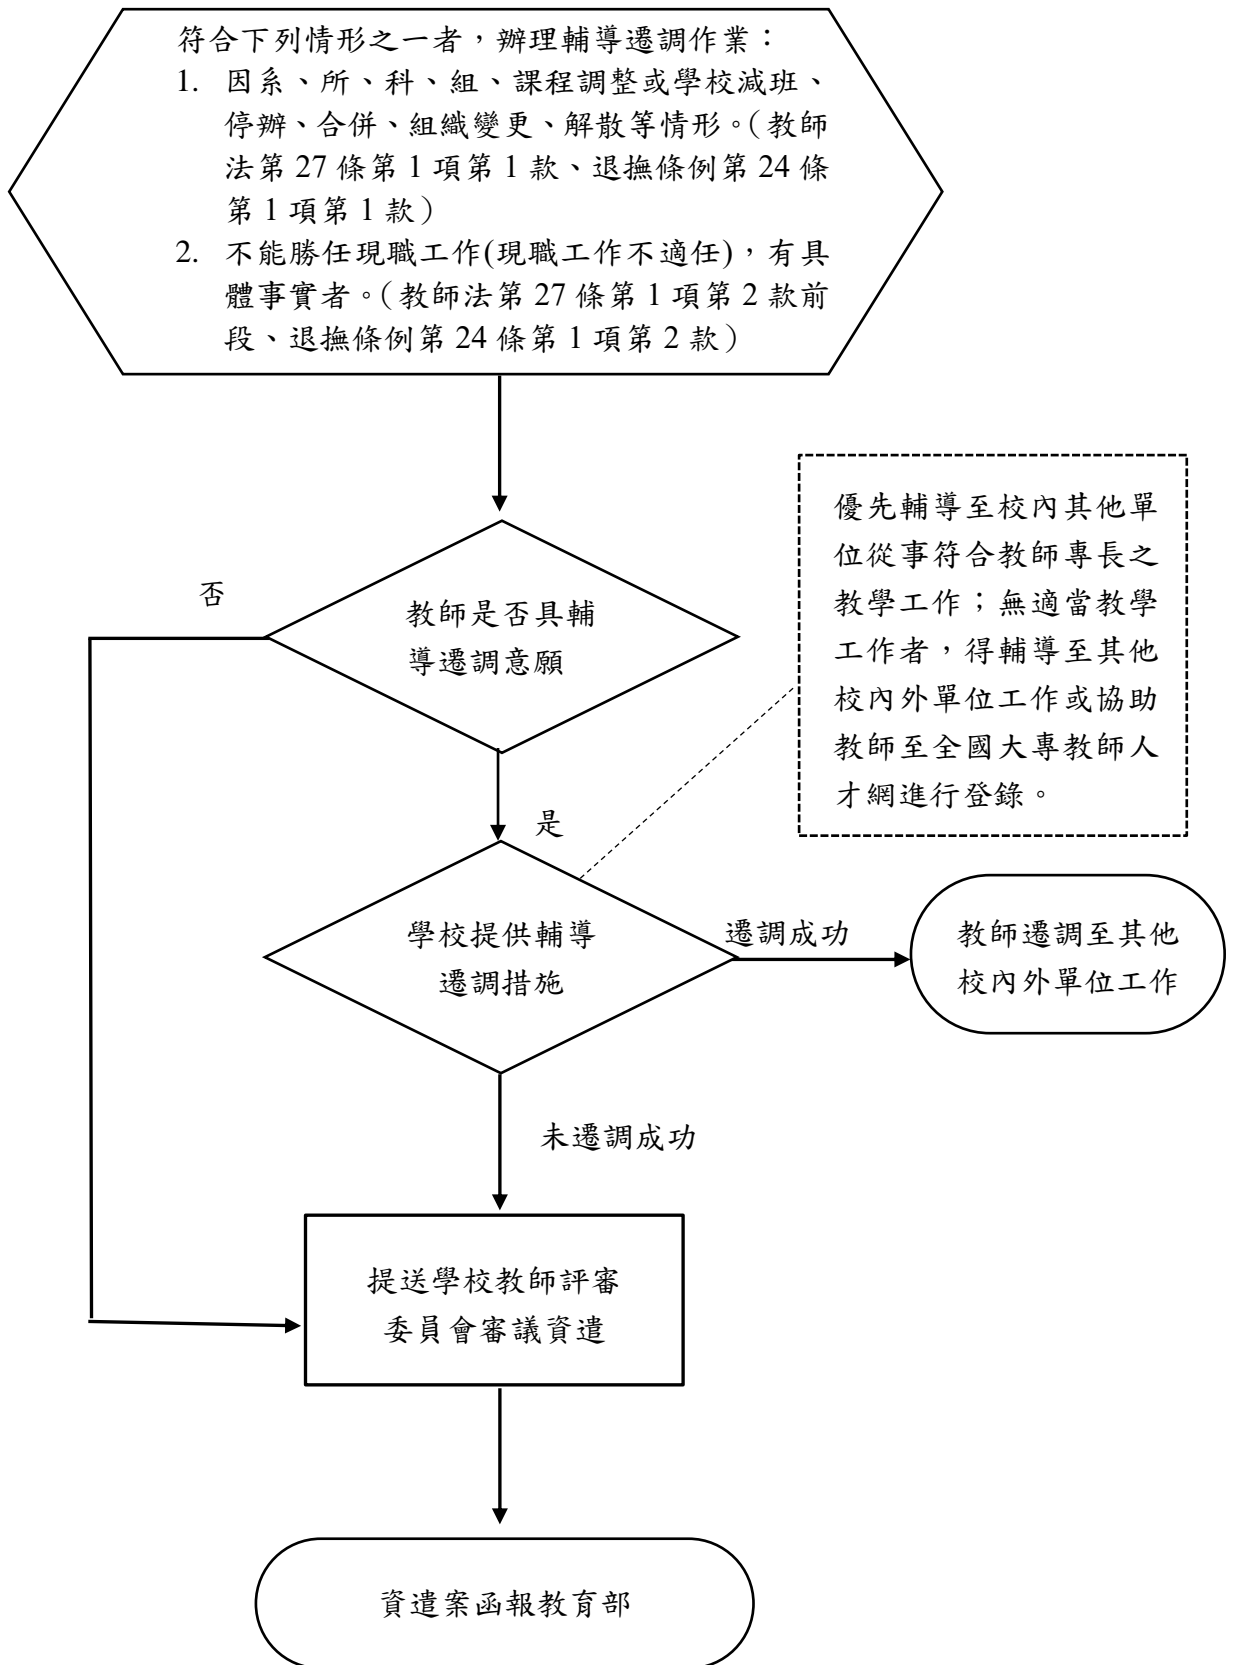 符合下列情形之一者，辦理輔導遷調作業：
1. 因系、所、科、組、課程調整或學校減班、
停辦、合併、組織變更、解散等情形。（教師
法第 27 條第 1 項第 1 款、退撫條例第 24 條
第 1 項第 1 款）
2. 不能勝任現職工作(現職工作不適任)，有具
體事實者。（教師法第 27 條第 1 項第 2 款前
段、退撫條例第 24 條第 1 項第 2 款）
優先輔導至校內其他單
位從事符合教師專長之
教學工作；無適當教學
工作者，得輔導至其他
校內外單位工作或協助
教師至全國大專教師人
才網進行登錄。
否
教師是否具輔
導遷調意願
是
學校提供輔導
遷調措施
遷調成功
教師遷調至其他
校內外單位工作
未遷調成功
提送學校教師評審
委員會審議資遣
資遣案函報教育部